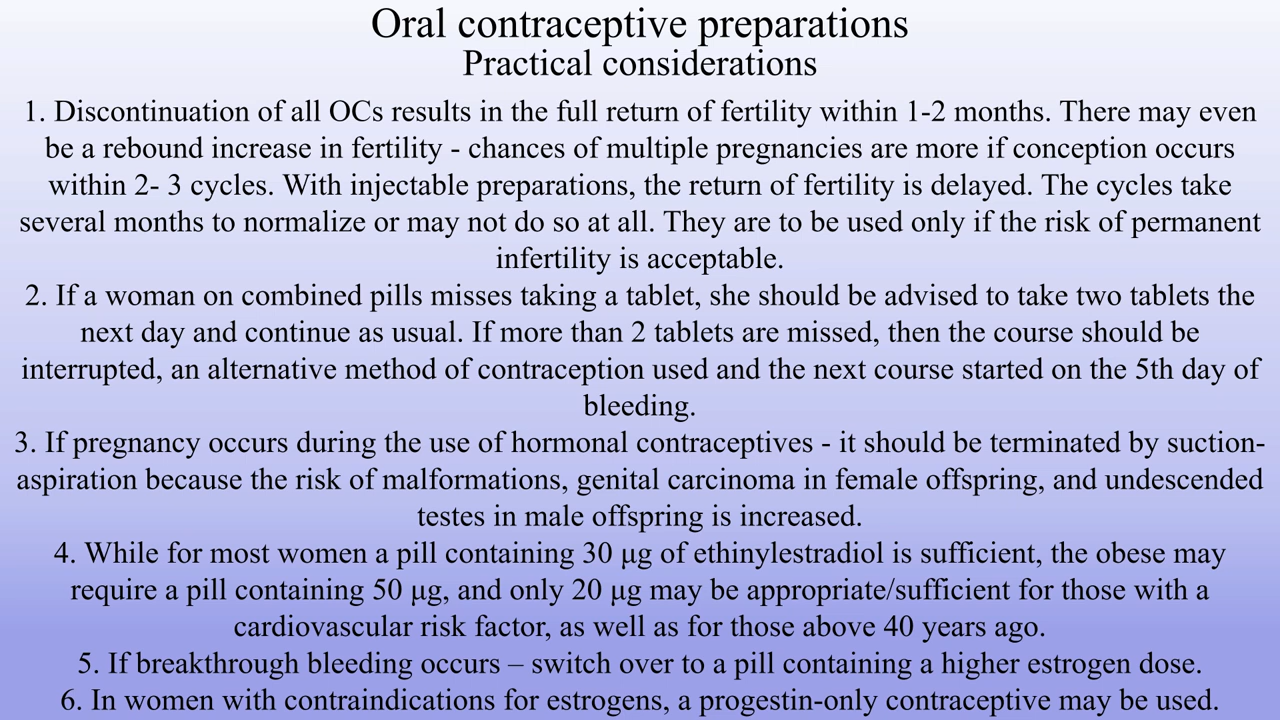 Oral contraceptive preparations
Practical considerations
1. Discontinuation of all OCs results in the full return of fertility within 1-2 months. There may even
be a rebound increase in fertility - chances of multiple pregnancies are more if conception occurs
within 2- 3 cycles. With injectable preparations, the return of fertility is delayed. The cycles take
several months to normalize or may not do so at all. They are to be used only if the risk of permanent
infertility is acceptable.
2. If a woman on combined pills misses taking a tablet, she should be advised to take two tablets the
next day and continue as usual. If more than 2 tablets are missed, then the course should be
interrupted, an alternative method of contraception used and the next course started on the 5th day of
bleeding.
3. If pregnancy occurs during the use of hormonal contraceptives - it should be terminated by suction-
aspiration because the risk of malformations, genital carcinoma in female offspring, and undescended
testes in male offspring is increased.
4. While for most women a pill containing 30 µg of ethinylestradiol is sufficient, the obese may
require a pill containing 50 µg, and only 20 µg may be appropriate/sufficient for those with a
cardiovascular risk factor, as well as for those above 40 years ago.
5. If breakthrough bleeding occurs – switch over to a pill containing a higher estrogen dose.
6. In women with contraindications for estrogens, a progestin-only contraceptive may be used.